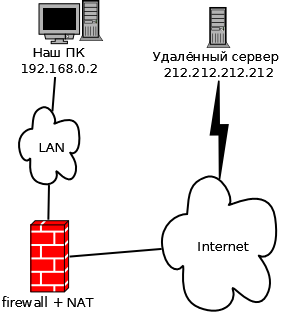 Наш ПК
192.168.0.2
Удалённый сервер
212.212.212.212
LAN
Internet
firewall + NAT